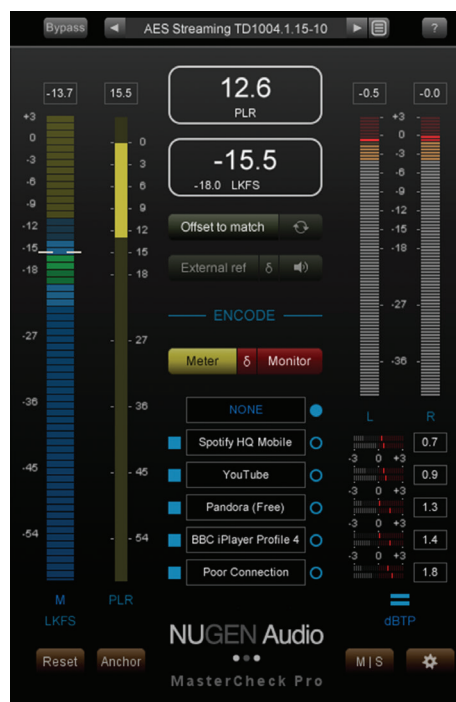 Bypass
AES Streaming TD1004.1.15-10
?
-13.7
15.5
12.6
PLR
-0.5
-0.0
+3
0
-3
-6
-9
-12
-15
-18
-27
-36
-45
-54
0
3
6
9
12
15
18
27
36
45
54
-15.5
-18.0 LKFS
Offset to match
External ref δ
ENCODE
Meter δ Monitor
NONE
Spotify HQ Mobile
YouTube
Pandora (Free)
BBC iPlayer Profile 4
Poor Connection
+3
0
-3
-6
-9
-12
-15
-18
-27
-36
L R
0.7
-3 0 +3
0.9
-3 0 +3
1.3
-3 0 +3
1.4
-3 0 +3
1.8
M
LKFS
PLR
dBTP
NUGEN Audio
Reset
Anchor
M|S
MasterCheck Pro